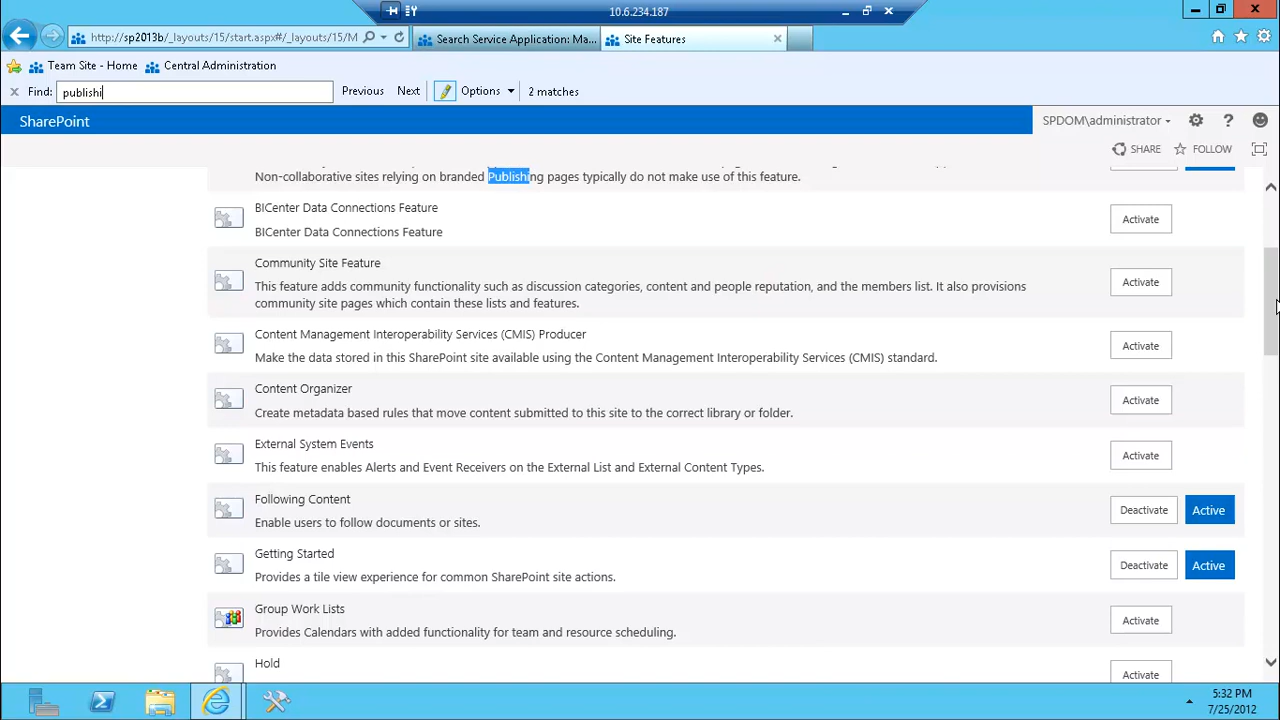 10.6.234.187
http://sp2013b/_layouts/15/start.aspx#/_layouts/15/M
Search Service Application: Ma...
Site Features
Team Site - Home
Central Administration
Find: publishi
Previous
Next
Options
2 matches
SharePoint
SPDOM\administrator
?
SHARE
FOLLOW
Non-collaborative sites relying on branded Publishing pages typically do not make use of this feature.
BICenter Data Connections Feature
BICenter Data Connections Feature
Activate
Community Site Feature
This feature adds community functionality such as discussion categories, content and people reputation, and the members list. It also provisions
community site pages which contain these lists and features.
Activate
Content Management Interoperability Services (CMIS) Producer
Make the data stored in this SharePoint site available using the Content Management Interoperability Services (CMIS) standard.
Activate
Content Organizer
Create metadata based rules that move content submitted to this site to the correct library or folder.
Activate
External System Events
This feature enables Alerts and Event Receivers on the External List and External Content Types.
Activate
Following Content
Enable users to follow documents or sites.
Deactivate
Active
Getting Started
Provides a tile view experience for common SharePoint site actions.
Deactivate
Active
Group Work Lists
Provides Calendars with added functionality for team and resource scheduling.
Activate
Hold
Activate
5:32 PM
7/25/2012